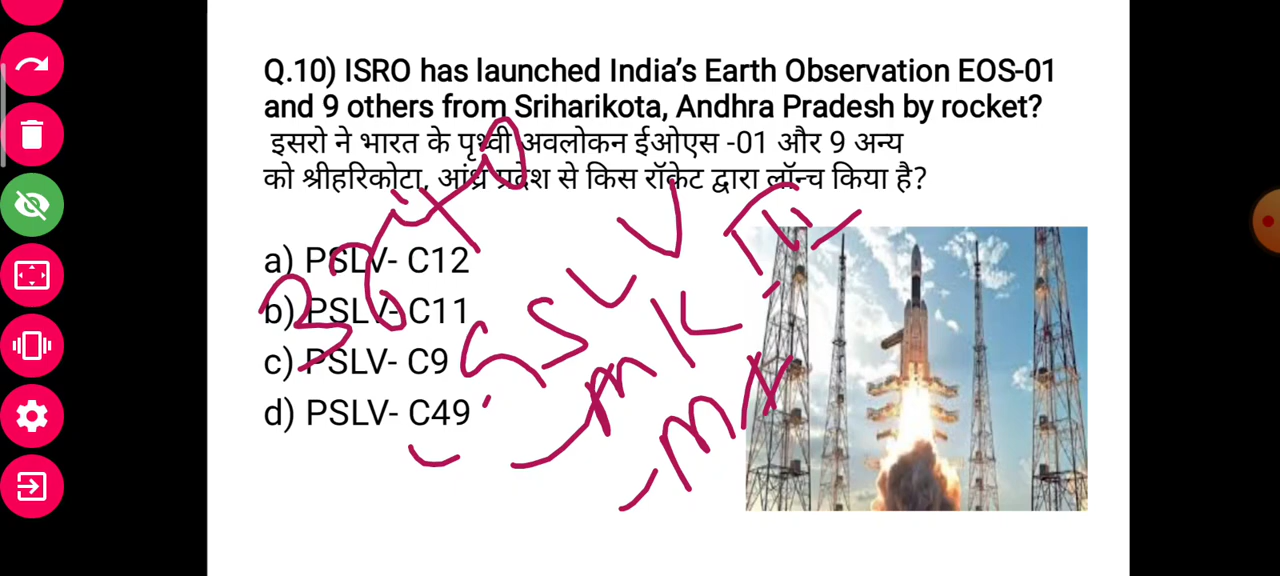 Q.10) ISRO has launched India's Earth Observation EOS-01
and 9 others from Sriharikota, Andhra Pradesh by rocket?
इसरो ने भारत के पृथ्वी अवलोकन ईओएस -01 और 9 अन्य
को श्रीहरिकोटा, आंध्र प्रदेश से किस रॉकेट द्वारा लॉन्च किया है?
a) PSLV- C12
b) PSLV- C11
c) PSLV- C9
d) PSLV- C49
GSLV
MK-III